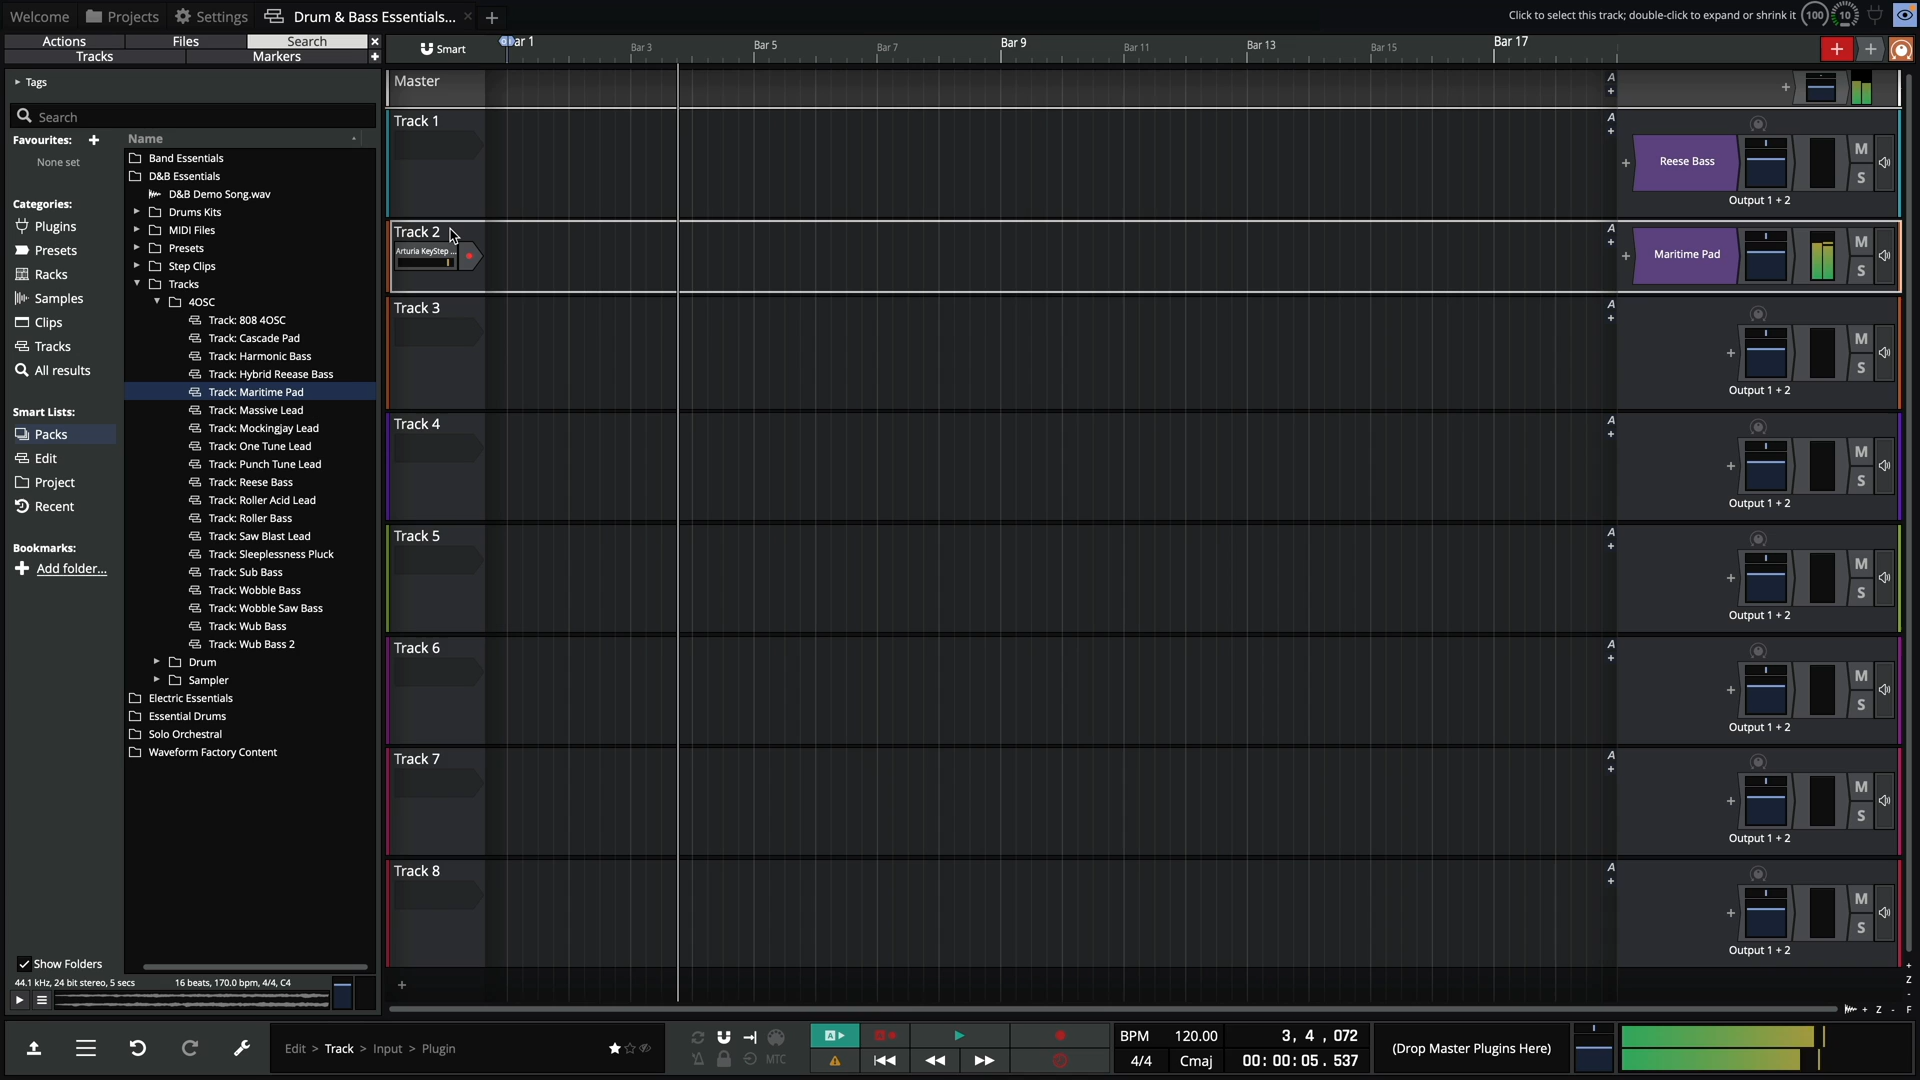 Welcome
Projects
Settings
Drum & Bass Essentials...
Click to select this track; double-click to expand or shrink it
100
10
Actions
Files
Search
Tracks
Markers
Smart
Bar 1
Bar 3
Bar 5
Bar 7
Bar 9
Bar 11
Bar 13
Bar 15
Bar 17
Tags
Search
Favourites:
None set
Categories:
Plugins
Presets
Racks
Samples
Clips
Tracks
All results
Smart Lists:
Packs
Edit
Project
Recent
Bookmarks:
Add folder...
Name
Band Essentials
D&B Essentials
D&B Demo Song.wav
Drums Kits
MIDI Files
Presets
Step Clips
Tracks
4OSC
Track: 808 4OSC
Track: Cascade Pad
Track: Harmonic Bass
Track: Hybrid Reease Bass
Track: Maritime Pad
Track: Massive Lead
Track: Mockingjay Lead
Track: One Tune Lead
Track: Punch Tune Lead
Track: Reese Bass
Track: Roller Acid Lead
Track: Roller Bass
Track: Saw Blast Lead
Track: Sleeplessness Pluck
Track: Sub Bass
Track: Wobble Bass
Track: Wobble Saw Bass
Track: Wub Bass
Track: Wub Bass 2
Drum
Sampler
Electric Essentials
Essential Drums
Solo Orchestral
Waveform Factory Content
Show Folders
44.1 kHz, 24 bit stereo, 5 secs
16 beats, 170.0 bpm, 4/4, C4
Master
A
Track 1
A
Reese Bass
M
S
Output 1 + 2
Track 2
Arturia KeyStep ...
A
Maritime Pad
M
S
Track 3
A
M
S
Output 1 + 2
Track 4
A
M
S
Output 1 + 2
Track 5
A
M
S
Output 1 + 2
Track 6
A
M
S
Output 1 + 2
Track 7
A
M
S
Output 1 + 2
Track 8
A
M
S
Output 1 + 2
Z
F
Z
Edit > Track > Input > Plugin
MTC
A
BPM 120.00
4/4 Cmaj
3, 4 , 072
00: 00: 05 . 537
(Drop Master Plugins Here)